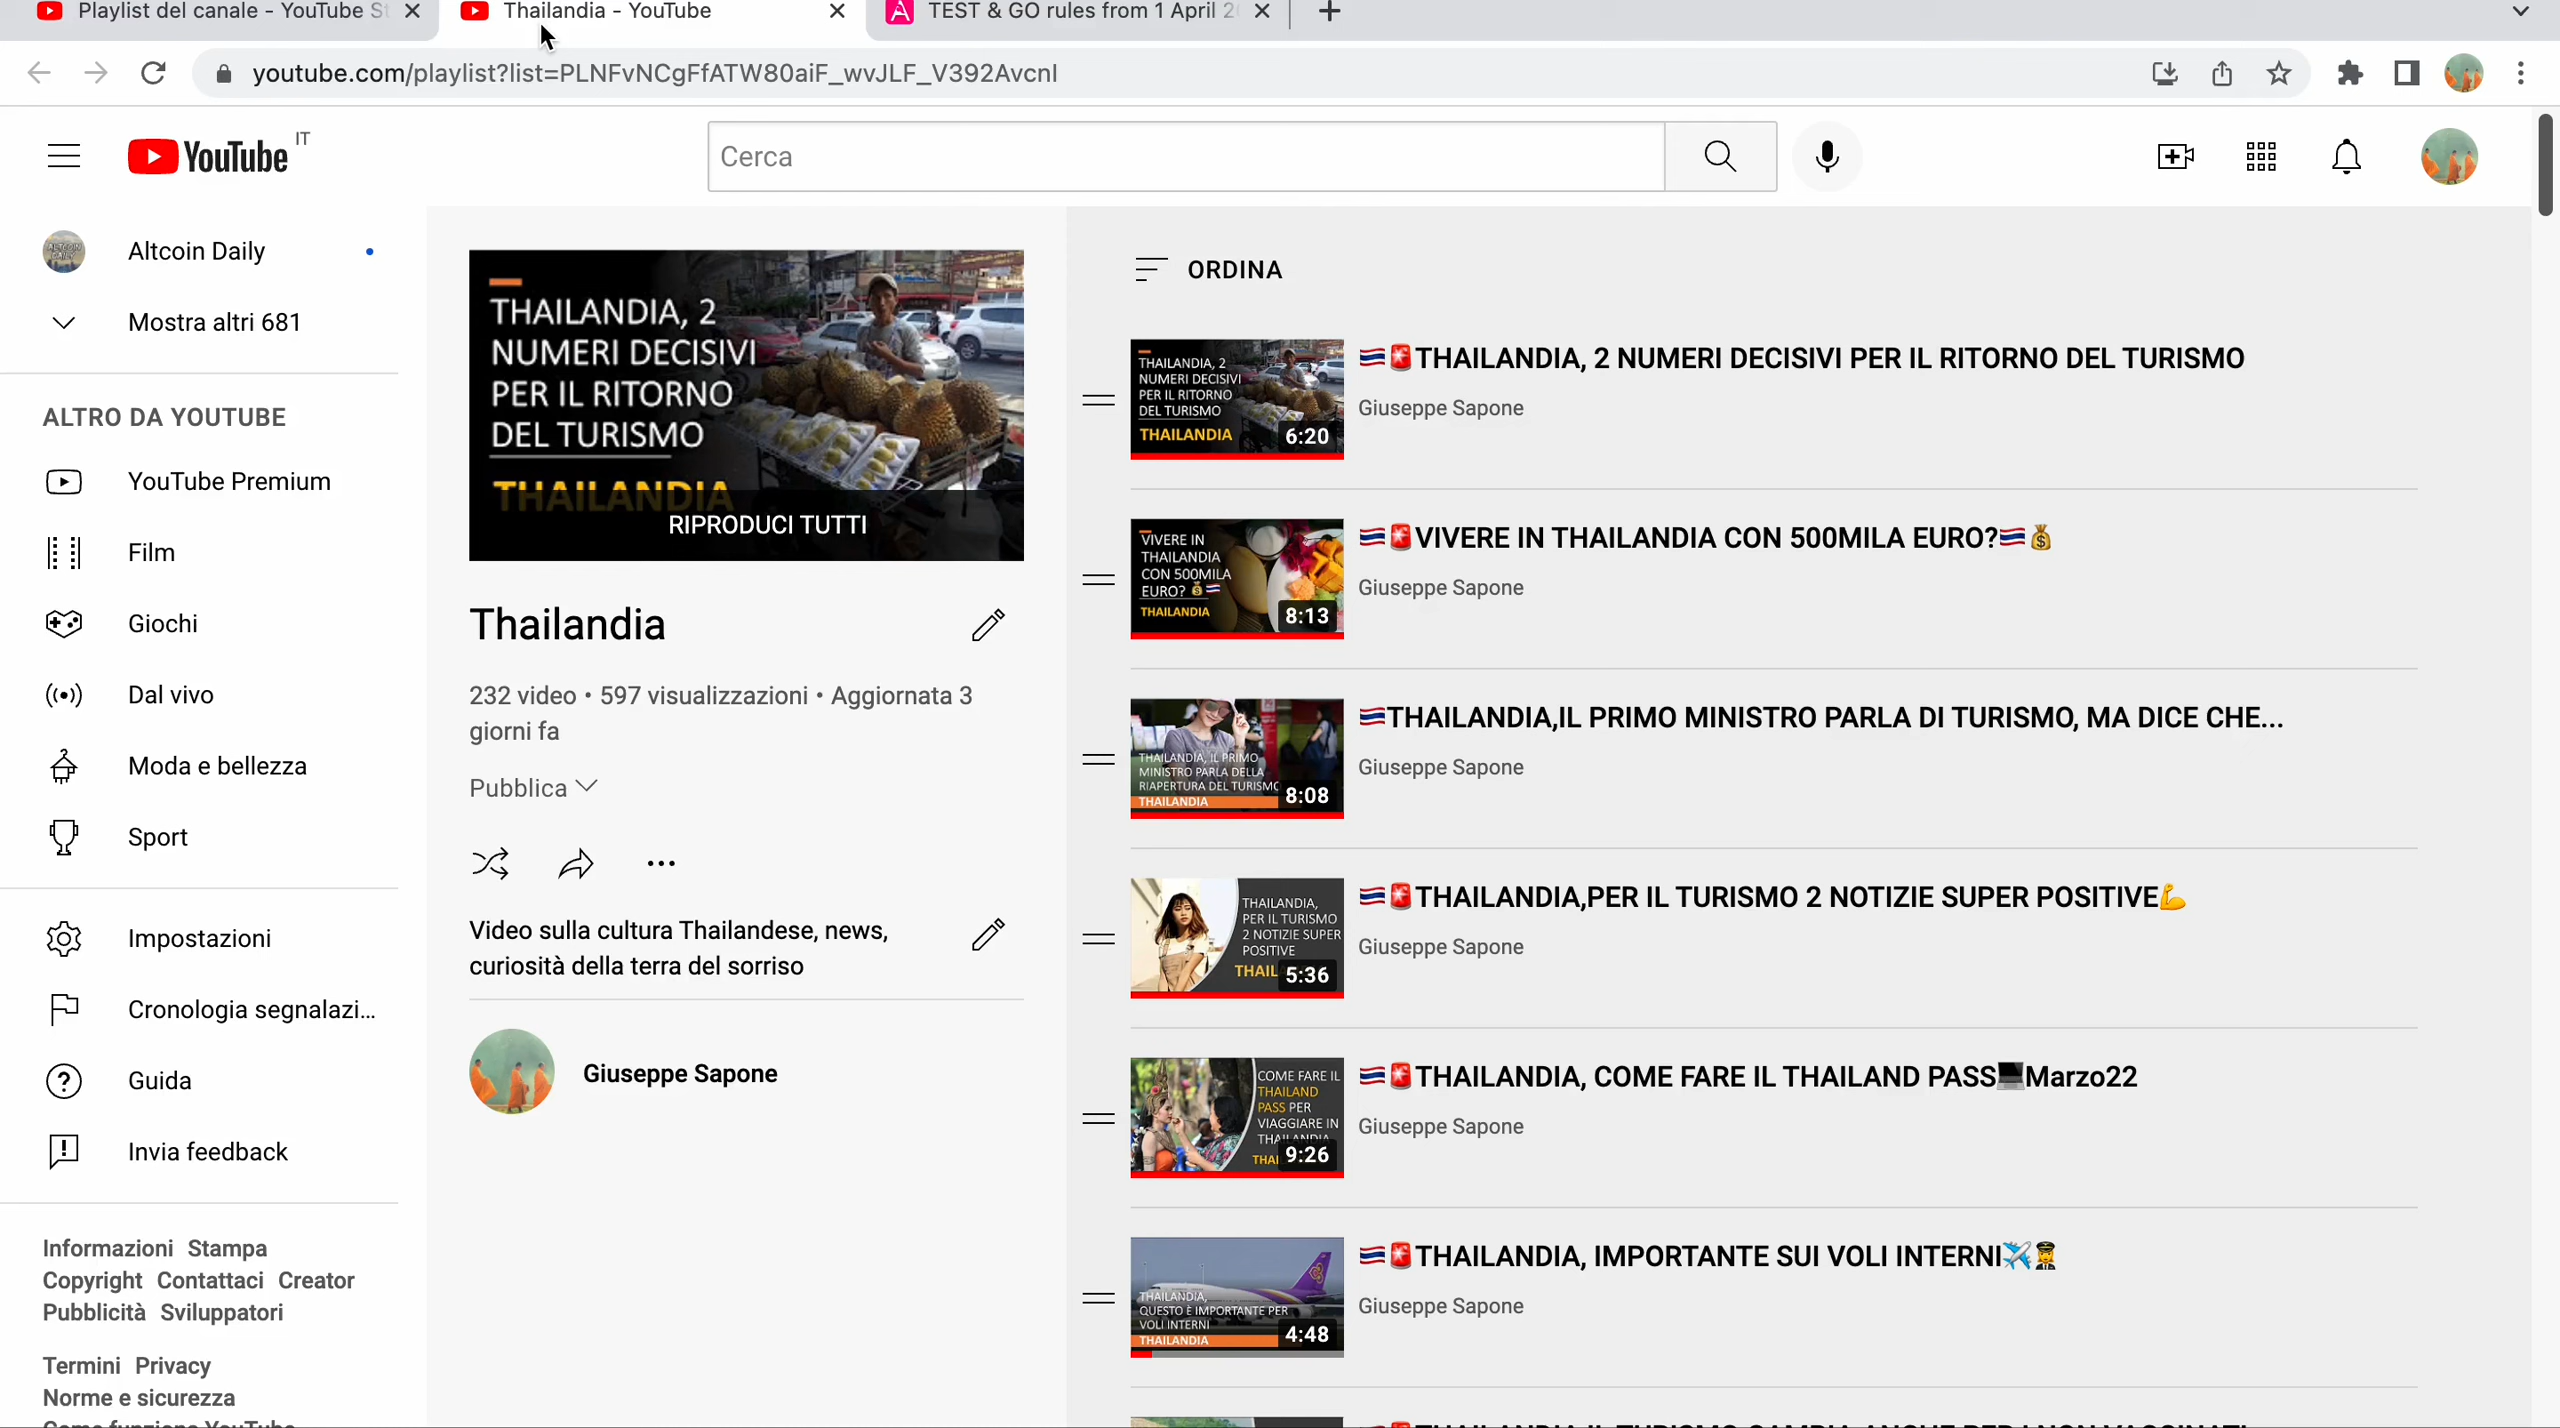 Playlist del canale - YouTube St
Thailandia - YouTube
TEST & GO rules from 1 April 2
youtube.com/playlist?list=PLNFvNCgFfATW80aiF_wvJLF_V392AvcnI
YouTube IT
Cerca
Altcoin Daily
Mostra altri 681
ALTRO DA YOUTUBE
YouTube Premium
Film
Giochi
Dal vivo
Moda e bellezza
Sport
Impostazioni
Cronologia segnalazi...
Guida
Invia feedback
Informazioni Stampa
Copyright Contattaci Creator
Pubblicità Sviluppatori
Termini Privacy
Norme e sicurezza
Come funziona YouTube
THAILANDIA, 2
NUMERI DECISIVI
PER IL RITORNO
DEL TURISMO
THAILANDIA
RIPRODUCI TUTTI
Thailandia
232 video • 597 visualizzazioni • Aggiornata 3
giorni fa
Pubblica
Video sulla cultura Thailandese, news,
curiosità della terra del sorriso
Giuseppe Sapone
ORDINA
THAILANDIA, 2
NUMERI DECISIVI
PER IL RITORNO
DEL TURISMO
THAILANDIA
6:20
🇹🇭🚨THAILANDIA, 2 NUMERI DECISIVI PER IL RITORNO DEL TURISMO
Giuseppe Sapone
VIVERE IN
THAILANDIA
CON 500MILA
EURO? 💰🇹🇭
THAILANDIA
8:13
🇹🇭🚨VIVERE IN THAILANDIA CON 500MILA EURO?🇹🇭💰
Giuseppe Sapone
THAILANDIA, IL PRIMO
MINISTRO PARLA DELLA
RIAPERTURA DEL TURISMO
THAILANDIA
8:08
🇹🇭THAILANDIA,IL PRIMO MINISTRO PARLA DI TURISMO, MA DICE CHE...
Giuseppe Sapone
THAILANDIA,
PER IL TURISMO
2 NOTIZIE SUPER
POSITIVE
THAIL
5:36
🇹🇭🚨THAILANDIA,PER IL TURISMO 2 NOTIZIE SUPER POSITIVE💪
Giuseppe Sapone
COME FARE IL
THAILAND
PASS PER
VIAGGIARE IN
THAILANDIA
THAI
9:26
🇹🇭🚨THAILANDIA, COME FARE IL THAILAND PASS💻Marzo22
Giuseppe Sapone
THAILANDIA,
QUESTO È IMPORTANTE PER
VOLI INTERNI
THAILANDIA
4:48
🇹🇭🚨THAILANDIA, IMPORTANTE SUI VOLI INTERNI✈️👨‍✈️
Giuseppe Sapone